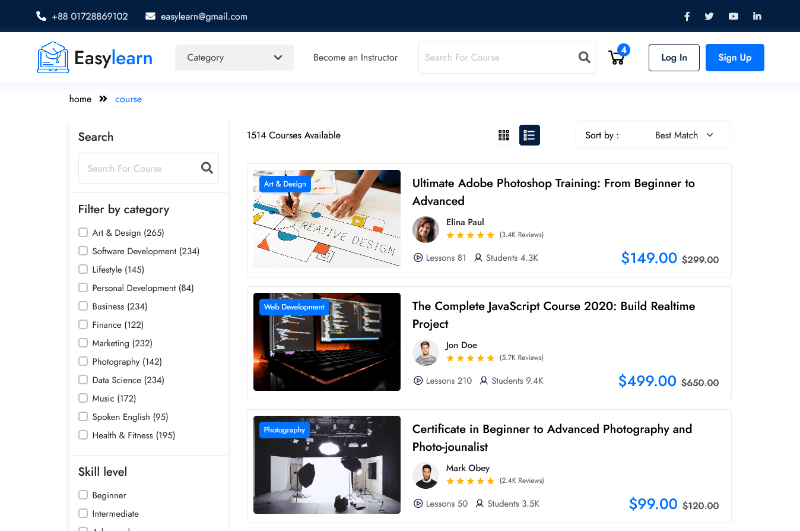 +88 01728869102 easylearn@gmail.com
Easylearn Category Become an Instructor Search For Course 4 Log In Sign Up
home course
Search
Search For Course
Filter by category
Art & Design (265)
Software Development (234)
Lifestyle (145)
Personal Development (84)
Business (234)
Finance (122)
Marketing (232)
Photography (142)
Data Science (234)
Music (172)
Spoken English (95)
Health & Fitness (195)
Skill level
Beginner
Intermediate
1514 Courses Available Sort by : Best Match
Art & Design
CREATIVE DESIGN
Ultimate Adobe Photoshop Training: From Beginner to
Advanced
Elina Paul
(3.4K Reviews)
Lessons 81 Students 4.3K $149.00 $299.00
Web Development
The Complete JavaScript Course 2020: Build Realtime
Project
Jon Doe
(5.7K Reviews)
Lessons 210 Students 9.4K $499.00 $650.00
Photography
Certificate in Beginner to Advanced Photography and
Photo-jounalist
Mark Obey
(2.4K Reviews)
Lessons 50 Students 3.5K $99.00 $120.00